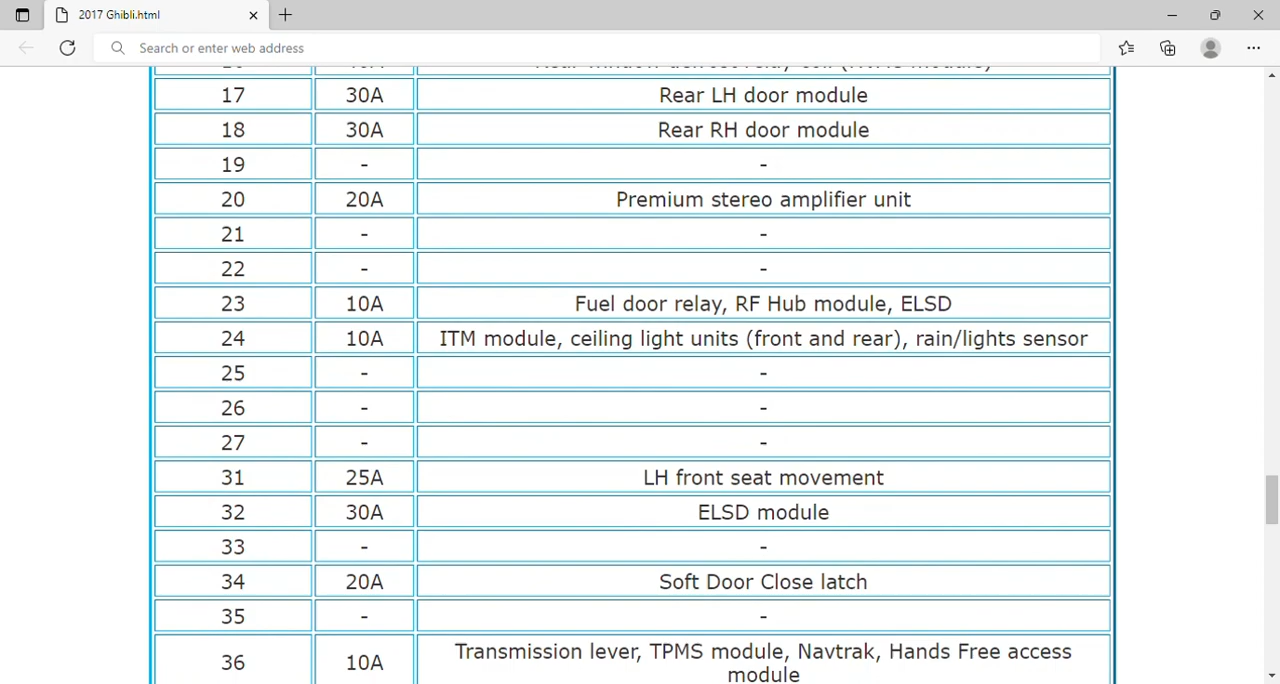 2017 Ghibli.html
Search or enter web address
17 30A Rear LH door module
18 30A Rear RH door module
19 - -
20 20A Premium stereo amplifier unit
21 - -
22 - -
23 10A Fuel door relay, RF Hub module, ELSD
24 10A ITM module, ceiling light units (front and rear), rain/lights sensor
25 - -
26 - -
27 - -
31 25A LH front seat movement
32 30A ELSD module
33 - -
34 20A Soft Door Close latch
35 - -
36 10A Transmission lever, TPMS module, Navtrak, Hands Free access
module